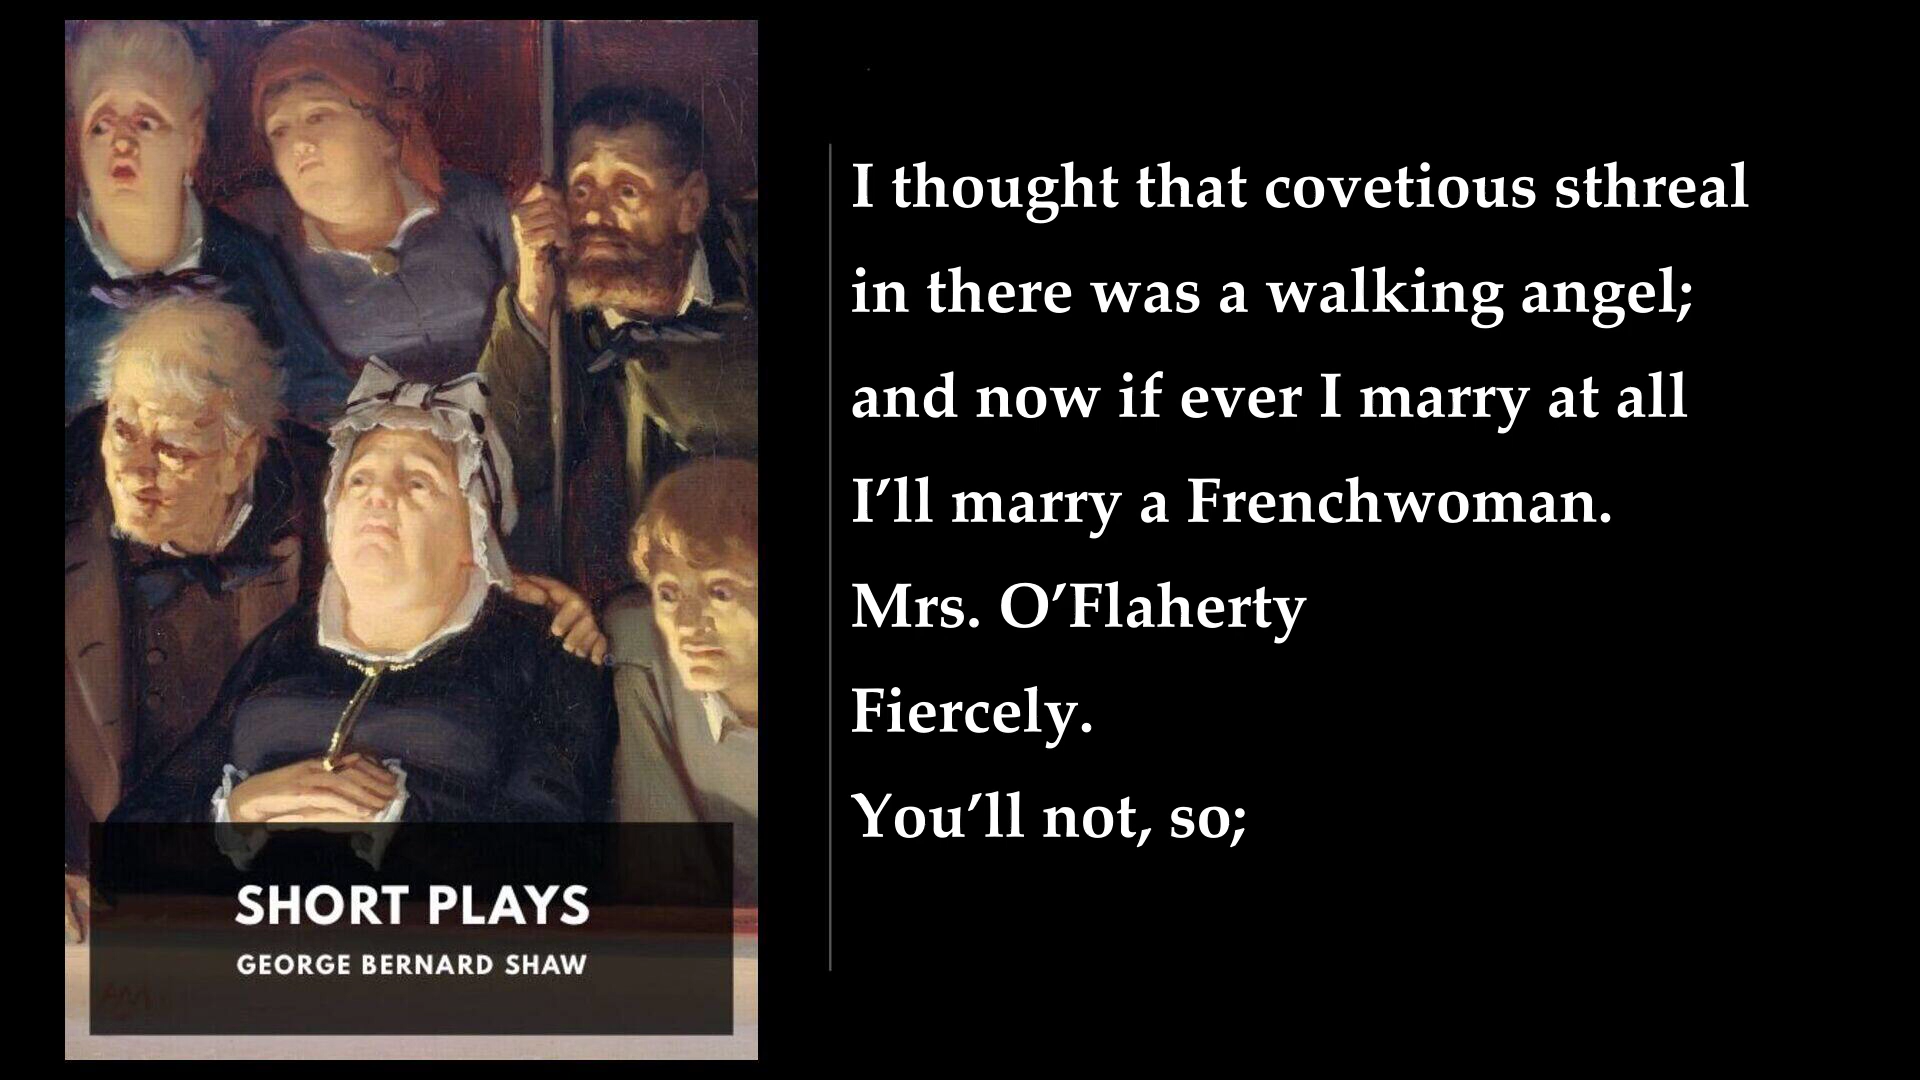 I thought that covetious sthreal
in there was a walking angel;
and now if ever I marry at all
I’ll marry a Frenchwoman.
Mrs. O’Flaherty
Fiercely.
You’ll not, so;
SHORT PLAYS
GEORGE BERNARD SHAW